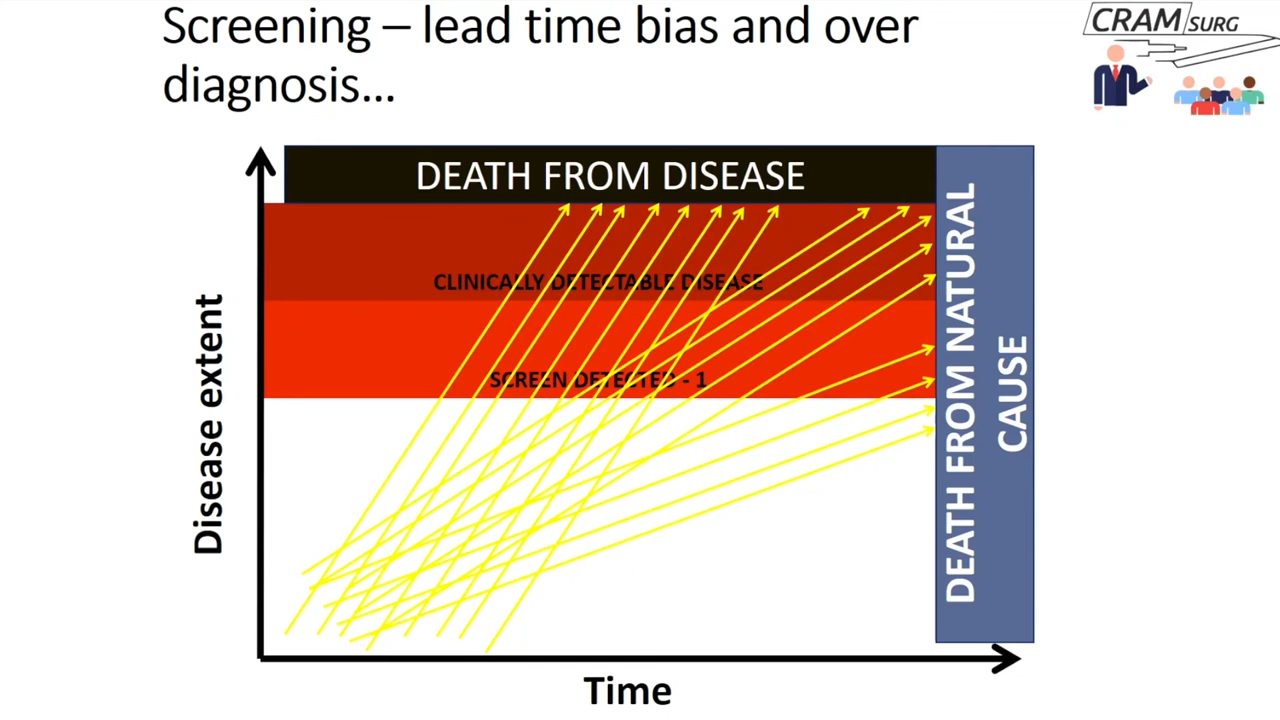 Screening – lead time bias and over
diagnosis...
CRAM SURG
DEATH FROM DISEASE
CLINICALLY DETECTABLE DISEASE
SCREEN DETECTED - 1
DEATH FROM NATURAL
CAUSE
Disease extent
Time